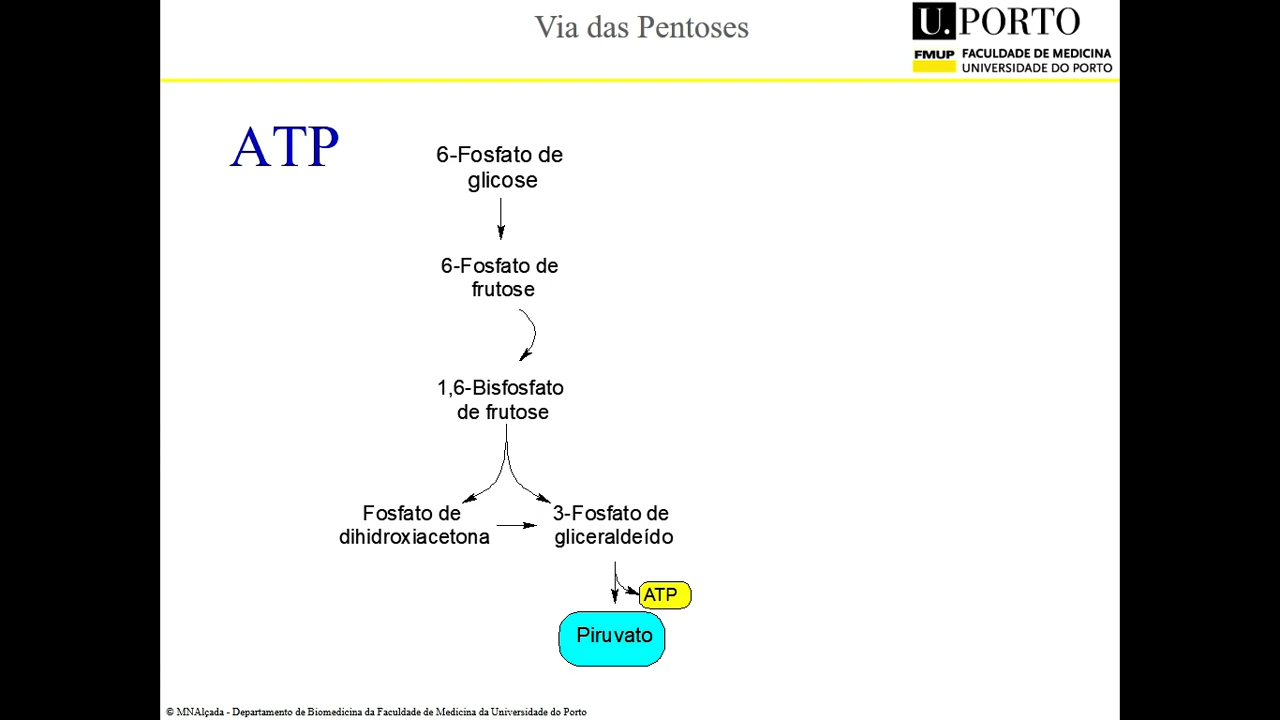 Via das Pentoses
U.PORTO
FMUP FACULDADE DE MEDICINA
UNIVERSIDADE DO PORTO
ATP
6-Fosfato de
glicose
6-Fosfato de
frutose
1,6-Bisfosfato
de frutose
Fosfato de
dihidroxiacetona
3-Fosfato de
gliceraldeído
ATP
Piruvato
© MNAlçada - Departamento de Biomedicina da Faculdade de Medicina da Universidade do Porto